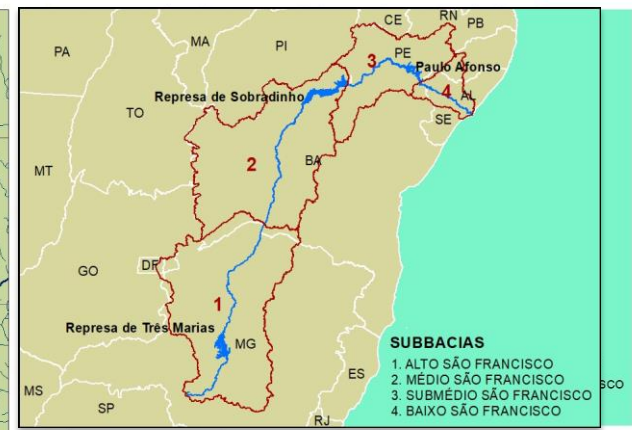 CE
RN
PB
PA
MA
PI
3
PE
Paulo Afonso
Represa de Sobradinho
4
AL
TO
SE
MT
2
BA
GO
DF
1
Represa de Três Marias
MG
SUBBACIAS
1. ALTO SÃO FRANCISCO
2. MÉDIO SÃO FRANCISCO
3. SUBMÉDIO SÃO FRANCISCO
4. BAIXO SÃO FRANCISCO
ES
MS
SP
RJ
SCO